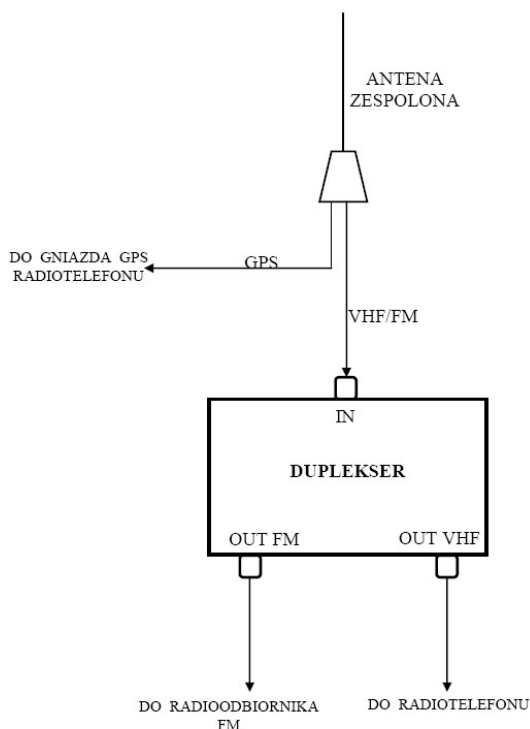 ANTENA
ZESPOLONA
DO GNIAZDA GPS
RADIOTELEFONU
GPS
VHF/FM
IN
DUPLEKSER
OUT FM
OUT VHF
DO RADIOODBIORNIKA
FM
DO RADIOTELEFONU